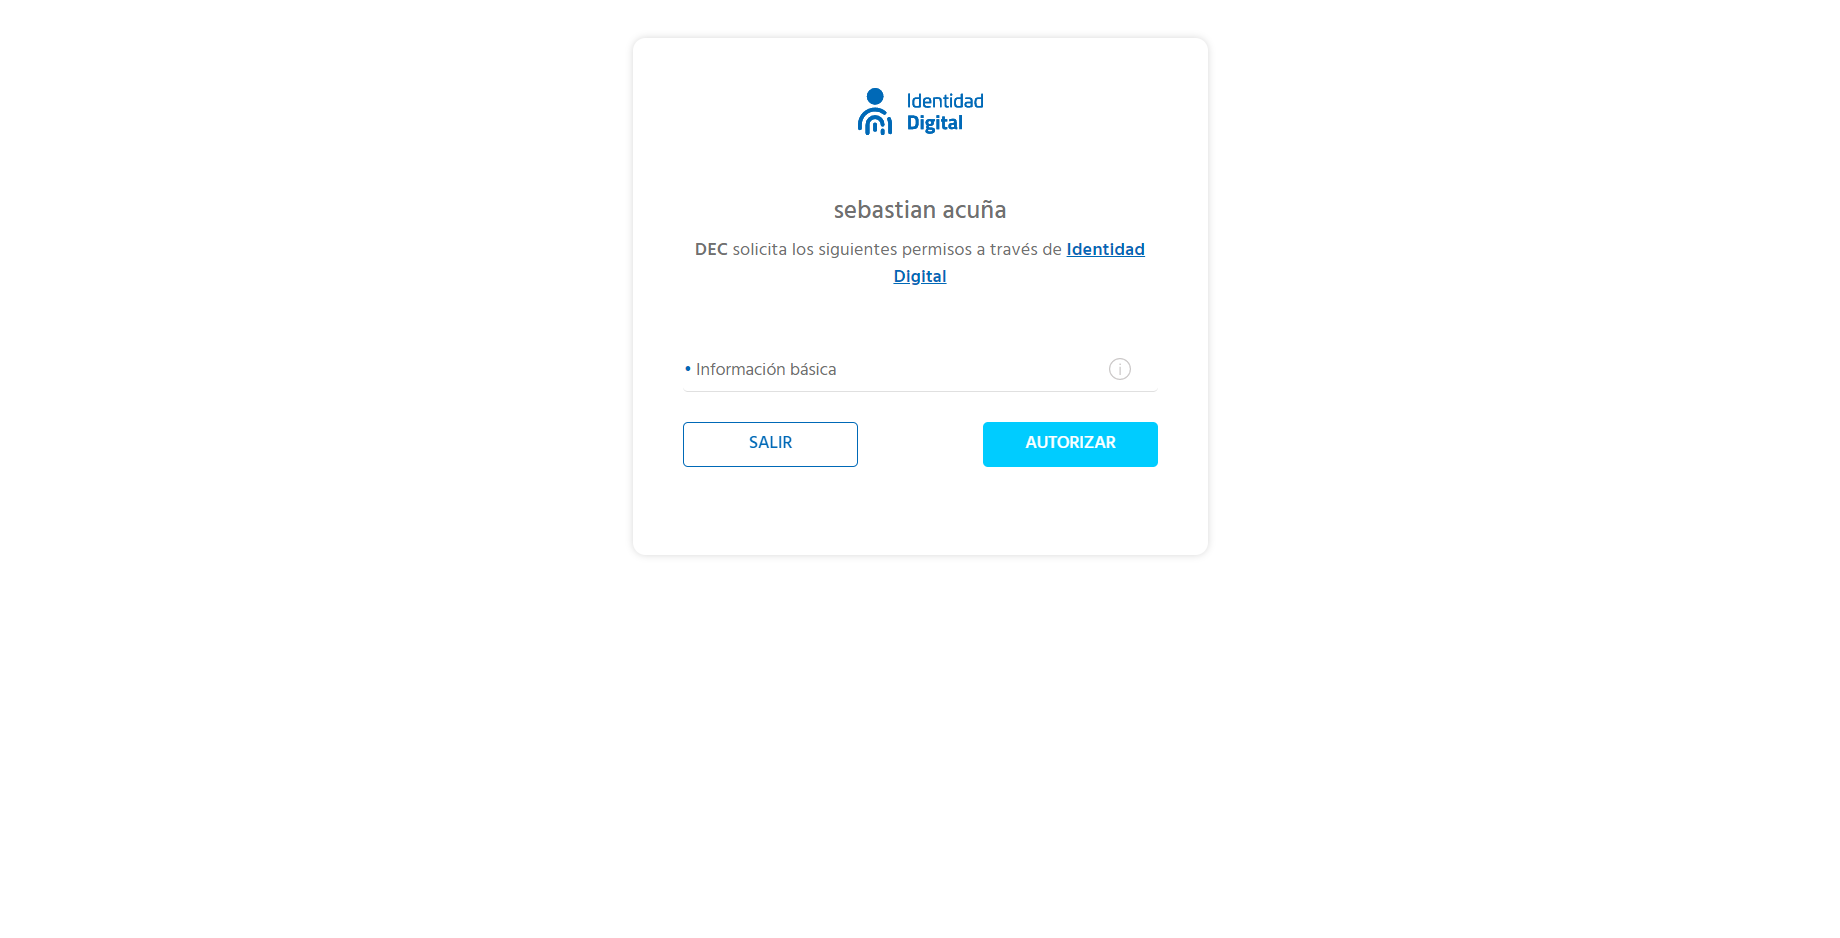 Identidad
Digital
sebastian acuña
DEC solicita los siguientes permisos a través de Identidad
Digital
• Información básica
SALIR
AUTORIZAR